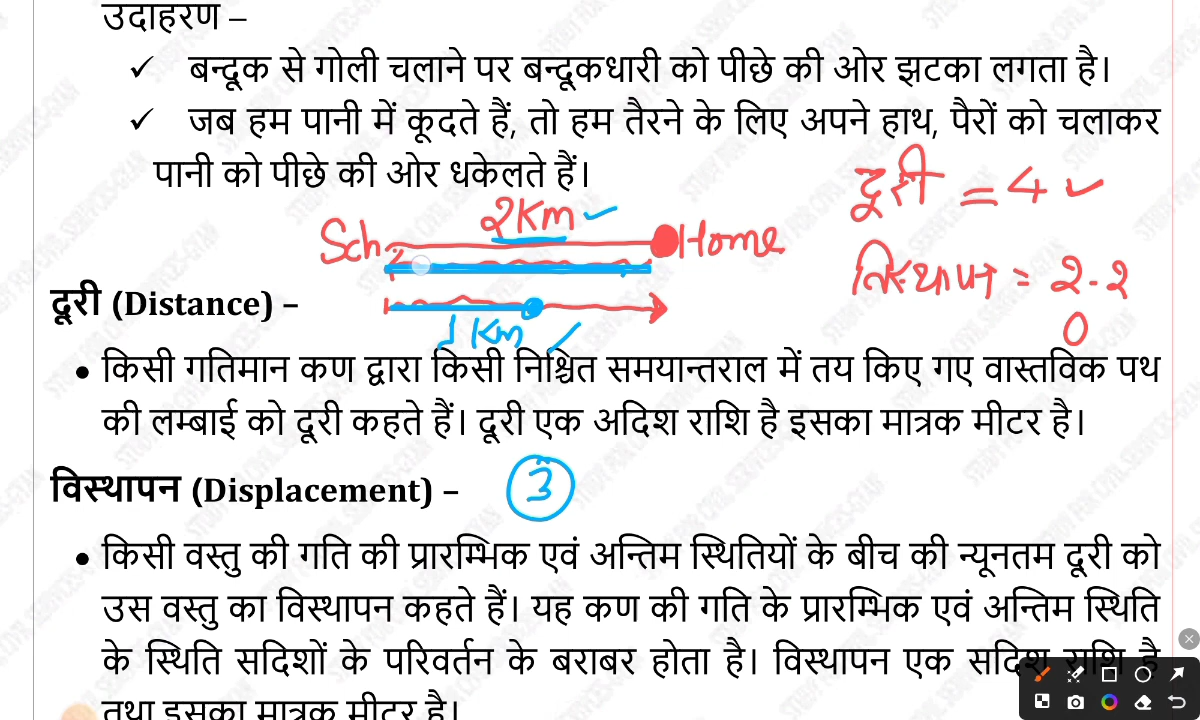 उदाहरण –
✓ बन्दूक से गोली चलाने पर बन्दूकधारी को पीछे की ओर झटका लगता है।
✓ जब हम पानी में कूदते हैं, तो हम तैरने के लिए अपने हाथ, पैरों को चलाकर
पानी को पीछे की ओर धकेलते हैं।
दूरी = 4 ✓
2Km ✓
Sch
Home
विस्थापन = 2-2
0
1 Km ✓
दूरी (Distance) –
• किसी गतिमान कण द्वारा किसी निश्चित समयान्तराल में तय किए गए वास्तविक पथ
की लम्बाई को दूरी कहते हैं। दूरी एक अदिश राशि है इसका मात्रक मीटर है।
विस्थापन (Displacement) –
3
• किसी वस्तु की गति की प्रारम्भिक एवं अन्तिम स्थितियों के बीच की न्यूनतम दूरी को
उस वस्तु का विस्थापन कहते हैं। यह कण की गति के प्रारम्भिक एवं अन्तिम स्थिति
के स्थिति सदिशों के परिवर्तन के बराबर होता है। विस्थापन एक सदिश राशि है
तथा इसका मात्रक मीटर है।